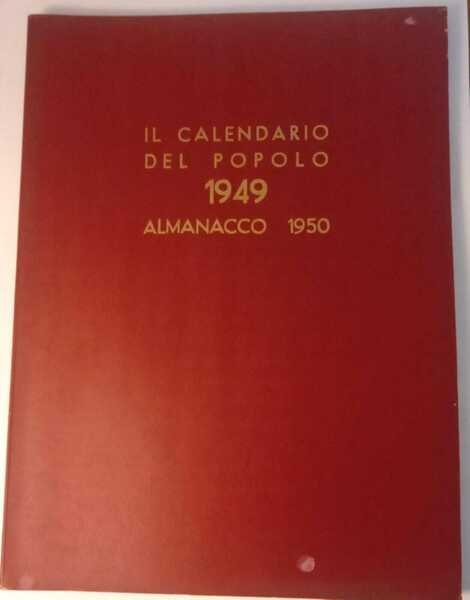 IL CALENDARIO
DEL POPOLO
1949
ALMANACCO 1950